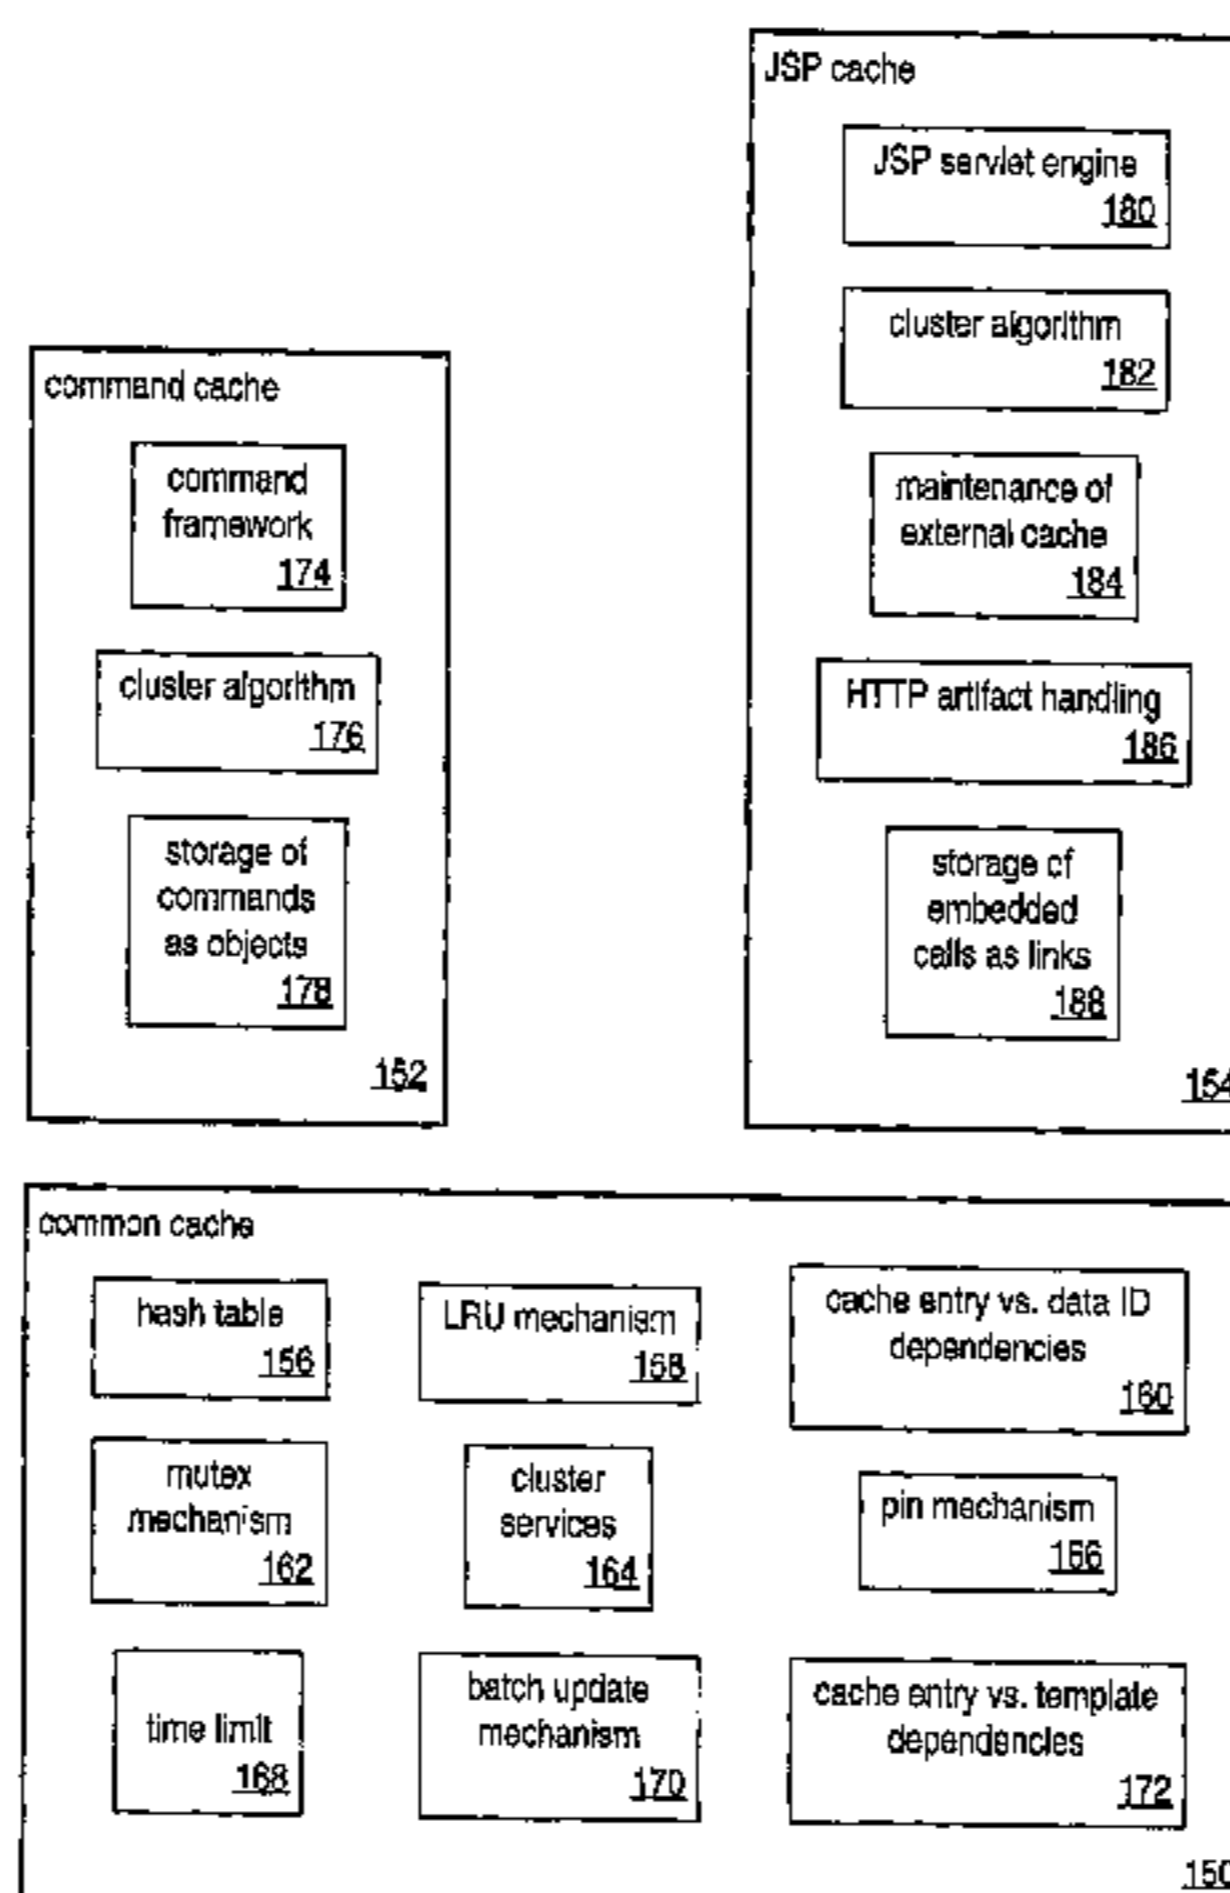 JSP cache
JSP servlet engine
180
cluster algorithm
182
maintenance of
external cache
184
HTTP artifact handling
186
storage of
embedded
calls as links
188
154
command cache
command
framework
174
cluster algorithm
176
storage of
commands
as objects
178
152
common cache
hash table
156
LRU mechanism
158
cache entry vs. data ID
dependencies
160
mutex
mechanism
162
cluster
services
164
pin mechanism
166
time limit
168
batch update
mechanism
170
cache entry vs. template
dependencies
172
150